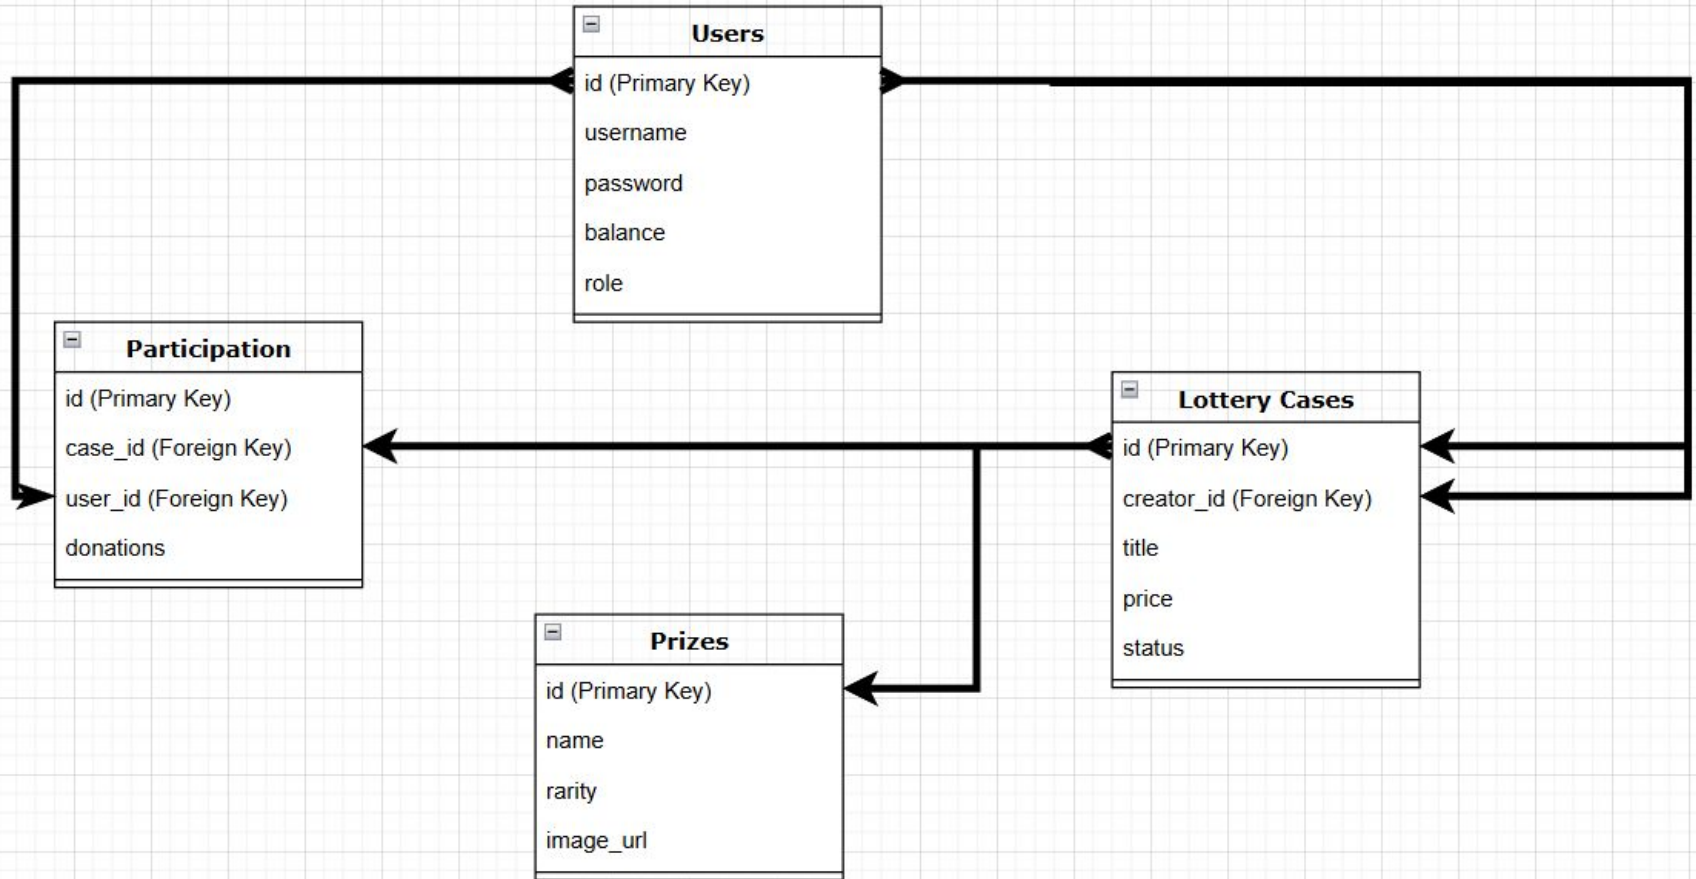 Users
id (Primary Key)
username
password
balance
role
Participation
id (Primary Key)
case_id (Foreign Key)
user_id (Foreign Key)
donations
Lottery Cases
id (Primary Key)
creator_id (Foreign Key)
title
price
status
Prizes
id (Primary Key)
name
rarity
image_url